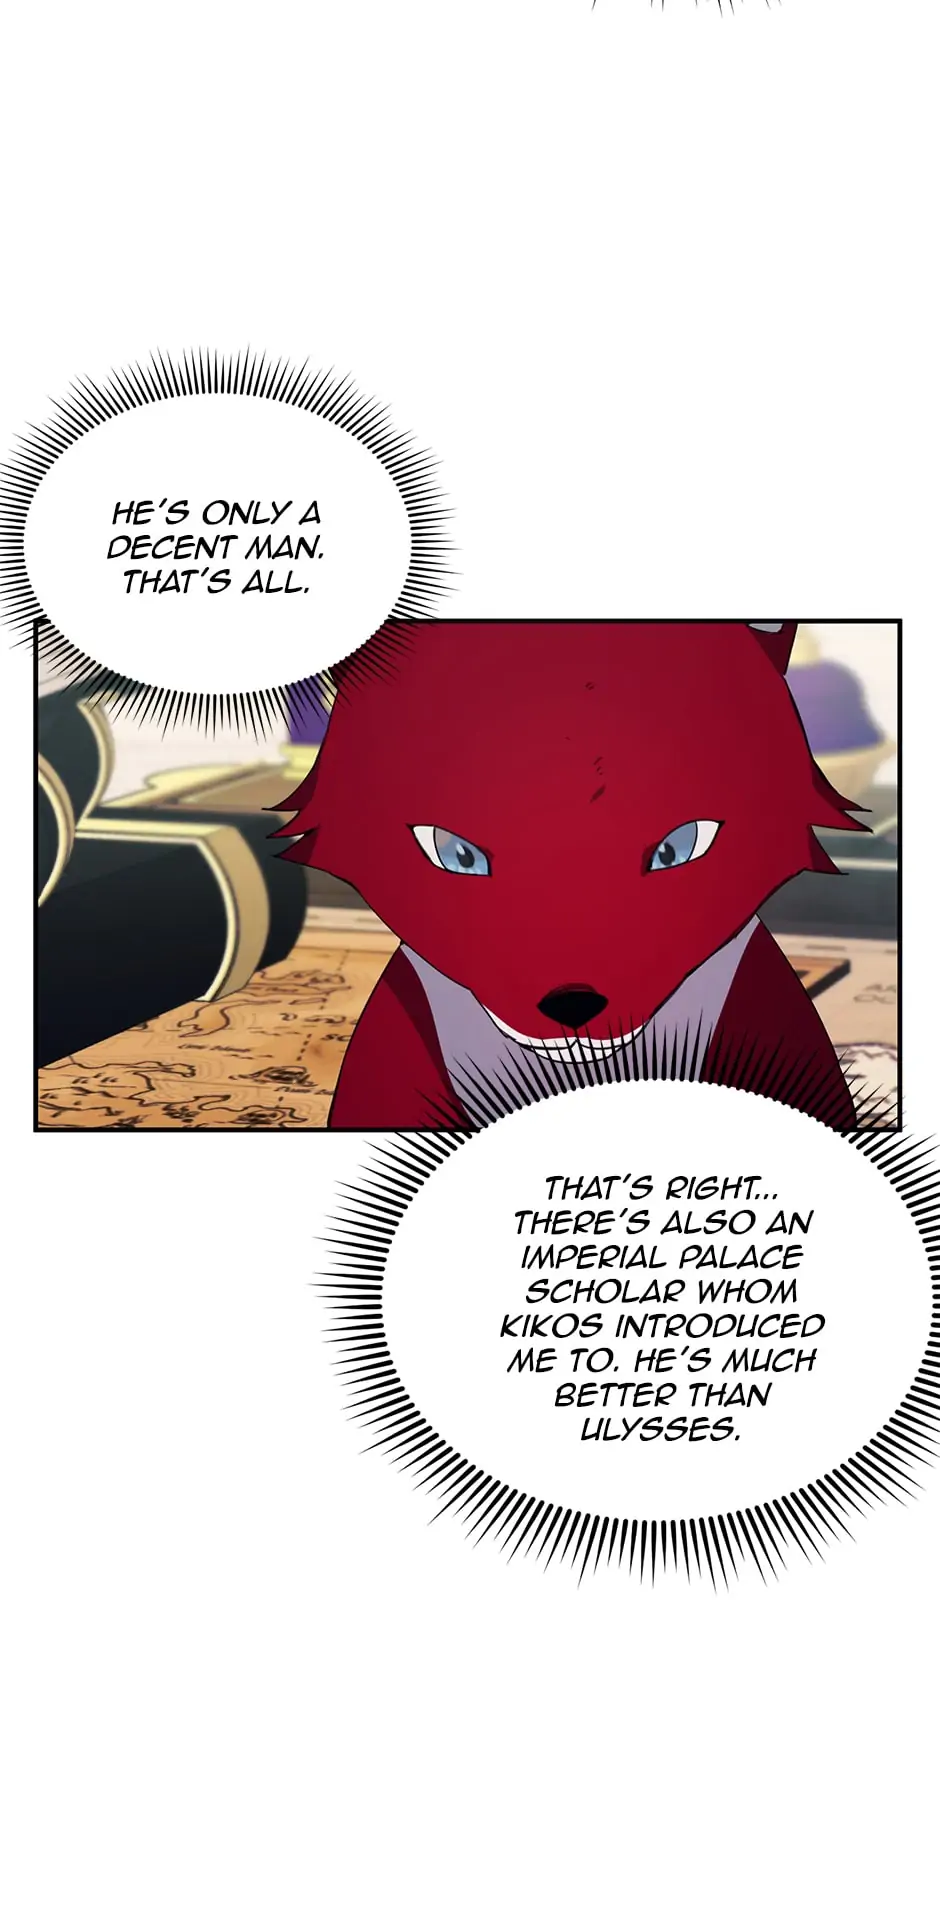 HE'S ONLY A
DECENT MAN.
THAT'S ALL.
THAT'S RIGHT...
THERE'S ALSO AN
IMPERIAL PALACE
SCHOLAR WHOM
KIKOS INTRODUCED
ME TO. HE'S MUCH
BETTER THAN
ULYSSES.